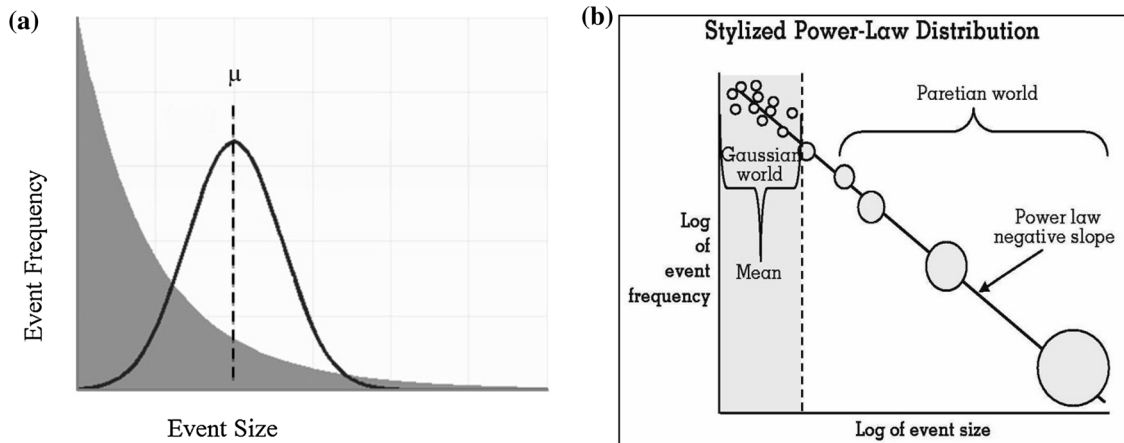 (a)
μ
Event Frequency
Event Size
(b)
Stylized Power-Law Distribution
Paretian world
Gaussian
world
Mean
Power law
negative slope
Log
of
event
frequency
Log of event size